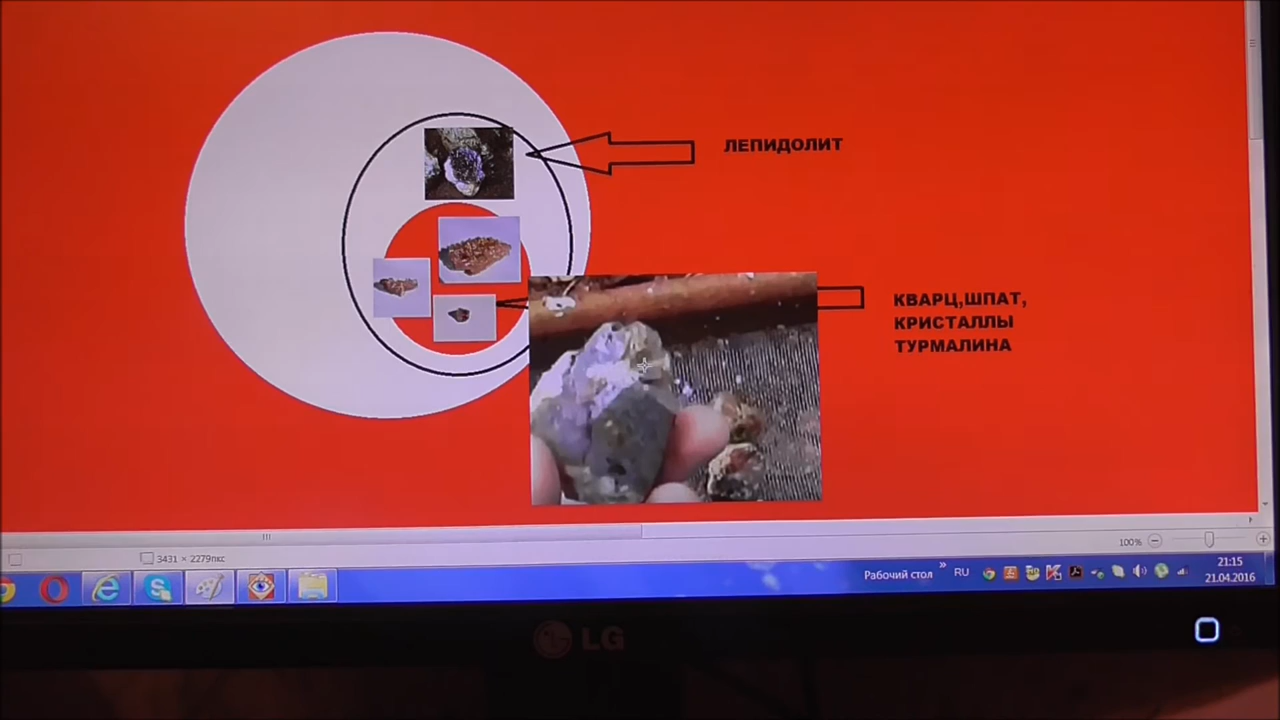 ЛЕПИДОЛИТ
КВАРЦ,ШПАТ,
КРИСТАЛЛЫ
ТУРМАЛИНА
100%
3431 × 2279пкс
Рабочий стол
»
RU
21:15
21.04.2016
LG